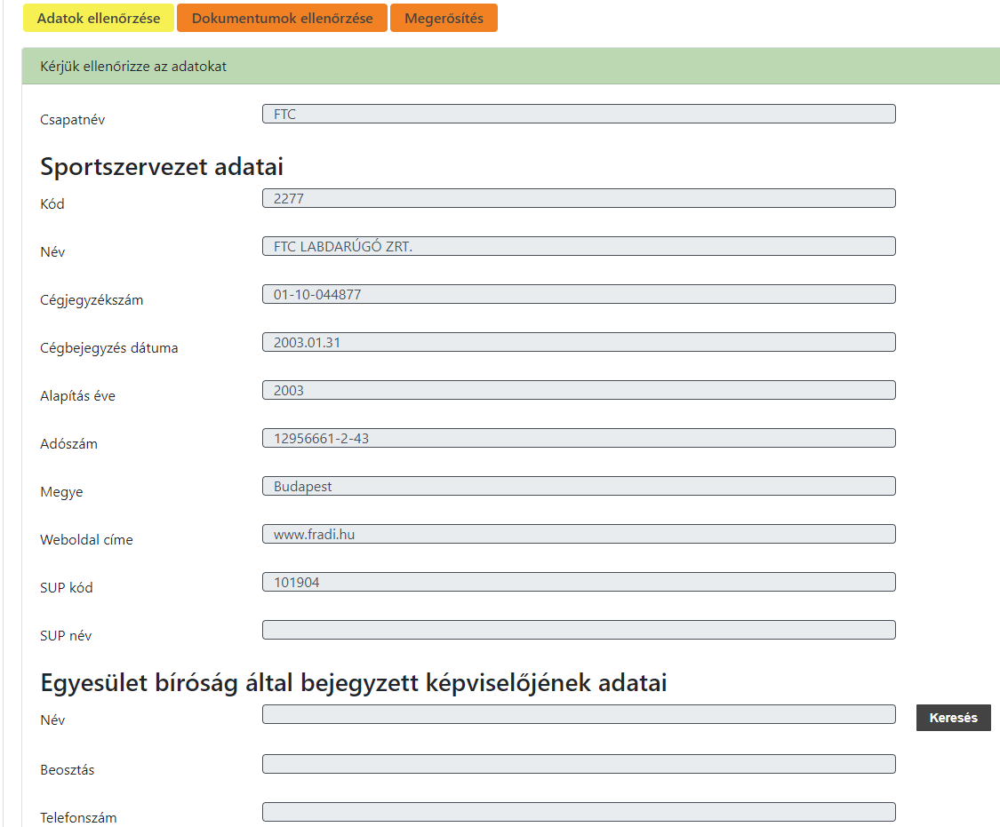 Adatok ellenőrzése Dokumentumok ellenőrzése Megerősítés
Kérjük ellenőrizze az adatokat
Csapatnév FTC
Sportszervezet adatai
Kód 2277
Név FTC LABDARÚGÓ ZRT.
Cégjegyzékszám 01-10-044877
Cégbejegyzés dátuma 2003.01.31
Alapítás éve 2003
Adószám 12956661-2-43
Megye Budapest
Weboldal címe www.fradi.hu
SUP kód 101904
SUP név
Egyesület bíróság által bejegyzett képviselőjének adatai
Név Keresés
Beosztás
Telefonszám